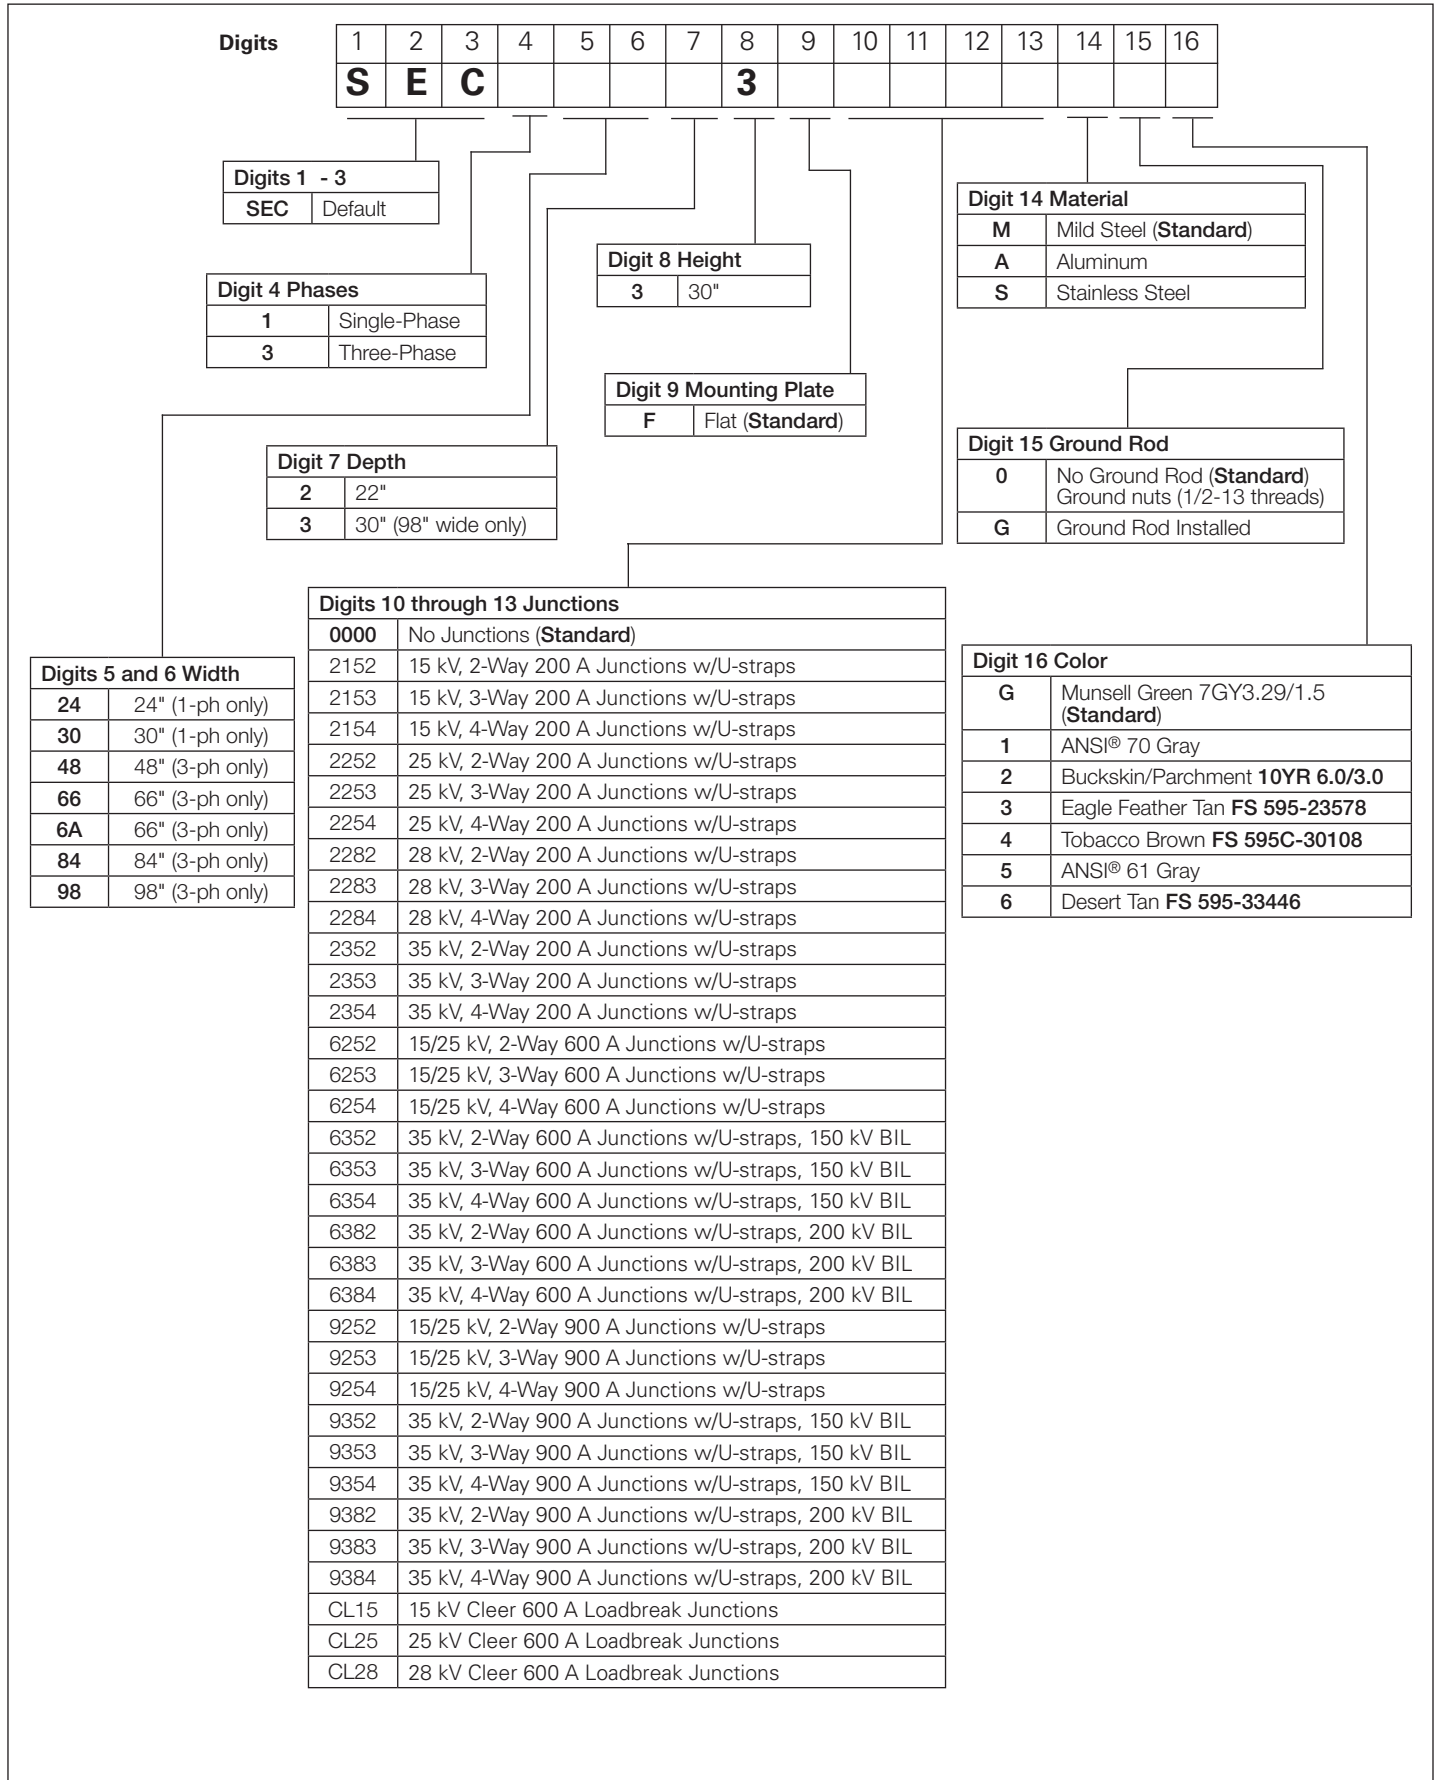 Digits 1 2 3 4 5 6 7 8 9 10 11 12 13 14 15 16
S E C 3
Digits 1 - 3
SEC Default
Digit 4 Phases
1 Single-Phase
3 Three-Phase
Digit 8 Height
3 30"
Digit 14 Material
M Mild Steel (Standard)
A Aluminum
S Stainless Steel
Digit 9 Mounting Plate
F Flat (Standard)
Digit 7 Depth
2 22"
3 30" (98" wide only)
Digit 15 Ground Rod
0 No Ground Rod (Standard)
Ground nuts (1/2-13 threads)
G Ground Rod Installed
Digits 5 and 6 Width
24 24" (1-ph only)
30 30" (1-ph only)
48 48" (3-ph only)
66 66" (3-ph only)
6A 66" (3-ph only)
84 84" (3-ph only)
98 98" (3-ph only)
Digits 10 through 13 Junctions
0000 No Junctions (Standard)
2152 15 kV, 2-Way 200 A Junctions w/U-straps
2153 15 kV, 3-Way 200 A Junctions w/U-straps
2154 15 kV, 4-Way 200 A Junctions w/U-straps
2252 25 kV, 2-Way 200 A Junctions w/U-straps
2253 25 kV, 3-Way 200 A Junctions w/U-straps
2254 25 kV, 4-Way 200 A Junctions w/U-straps
2282 28 kV, 2-Way 200 A Junctions w/U-straps
2283 28 kV, 3-Way 200 A Junctions w/U-straps
2284 28 kV, 4-Way 200 A Junctions w/U-straps
2352 35 kV, 2-Way 200 A Junctions w/U-straps
2353 35 kV, 3-Way 200 A Junctions w/U-straps
2354 35 kV, 4-Way 200 A Junctions w/U-straps
6252 15/25 kV, 2-Way 600 A Junctions w/U-straps
6253 15/25 kV, 3-Way 600 A Junctions w/U-straps
6254 15/25 kV, 4-Way 600 A Junctions w/U-straps
6352 35 kV, 2-Way 600 A Junctions w/U-straps, 150 kV BIL
6353 35 kV, 3-Way 600 A Junctions w/U-straps, 150 kV BIL
6354 35 kV, 4-Way 600 A Junctions w/U-straps, 150 kV BIL
6382 35 kV, 2-Way 600 A Junctions w/U-straps, 200 kV BIL
6383 35 kV, 3-Way 600 A Junctions w/U-straps, 200 kV BIL
6384 35 kV, 4-Way 600 A Junctions w/U-straps, 200 kV BIL
9252 15/25 kV, 2-Way 900 A Junctions w/U-straps
9253 15/25 kV, 3-Way 900 A Junctions w/U-straps
9254 15/25 kV, 4-Way 900 A Junctions w/U-straps
9352 35 kV, 2-Way 900 A Junctions w/U-straps, 150 kV BIL
9353 35 kV, 3-Way 900 A Junctions w/U-straps, 150 kV BIL
9354 35 kV, 4-Way 900 A Junctions w/U-straps, 150 kV BIL
9382 35 kV, 2-Way 900 A Junctions w/U-straps, 200 kV BIL
9383 35 kV, 3-Way 900 A Junctions w/U-straps, 200 kV BIL
9384 35 kV, 4-Way 900 A Junctions w/U-straps, 200 kV BIL
CL15 15 kV Cleer 600 A Loadbreak Junctions
CL25 25 kV Cleer 600 A Loadbreak Junctions
CL28 28 kV Cleer 600 A Loadbreak Junctions
Digit 16 Color
G Munsell Green 7GY3.29/1.5
(Standard)
1 ANSI® 70 Gray
2 Buckskin/Parchment 10YR 6.0/3.0
3 Eagle Feather Tan FS 595-23578
4 Tobacco Brown FS 595C-30108
5 ANSI® 61 Gray
6 Desert Tan FS 595-33446